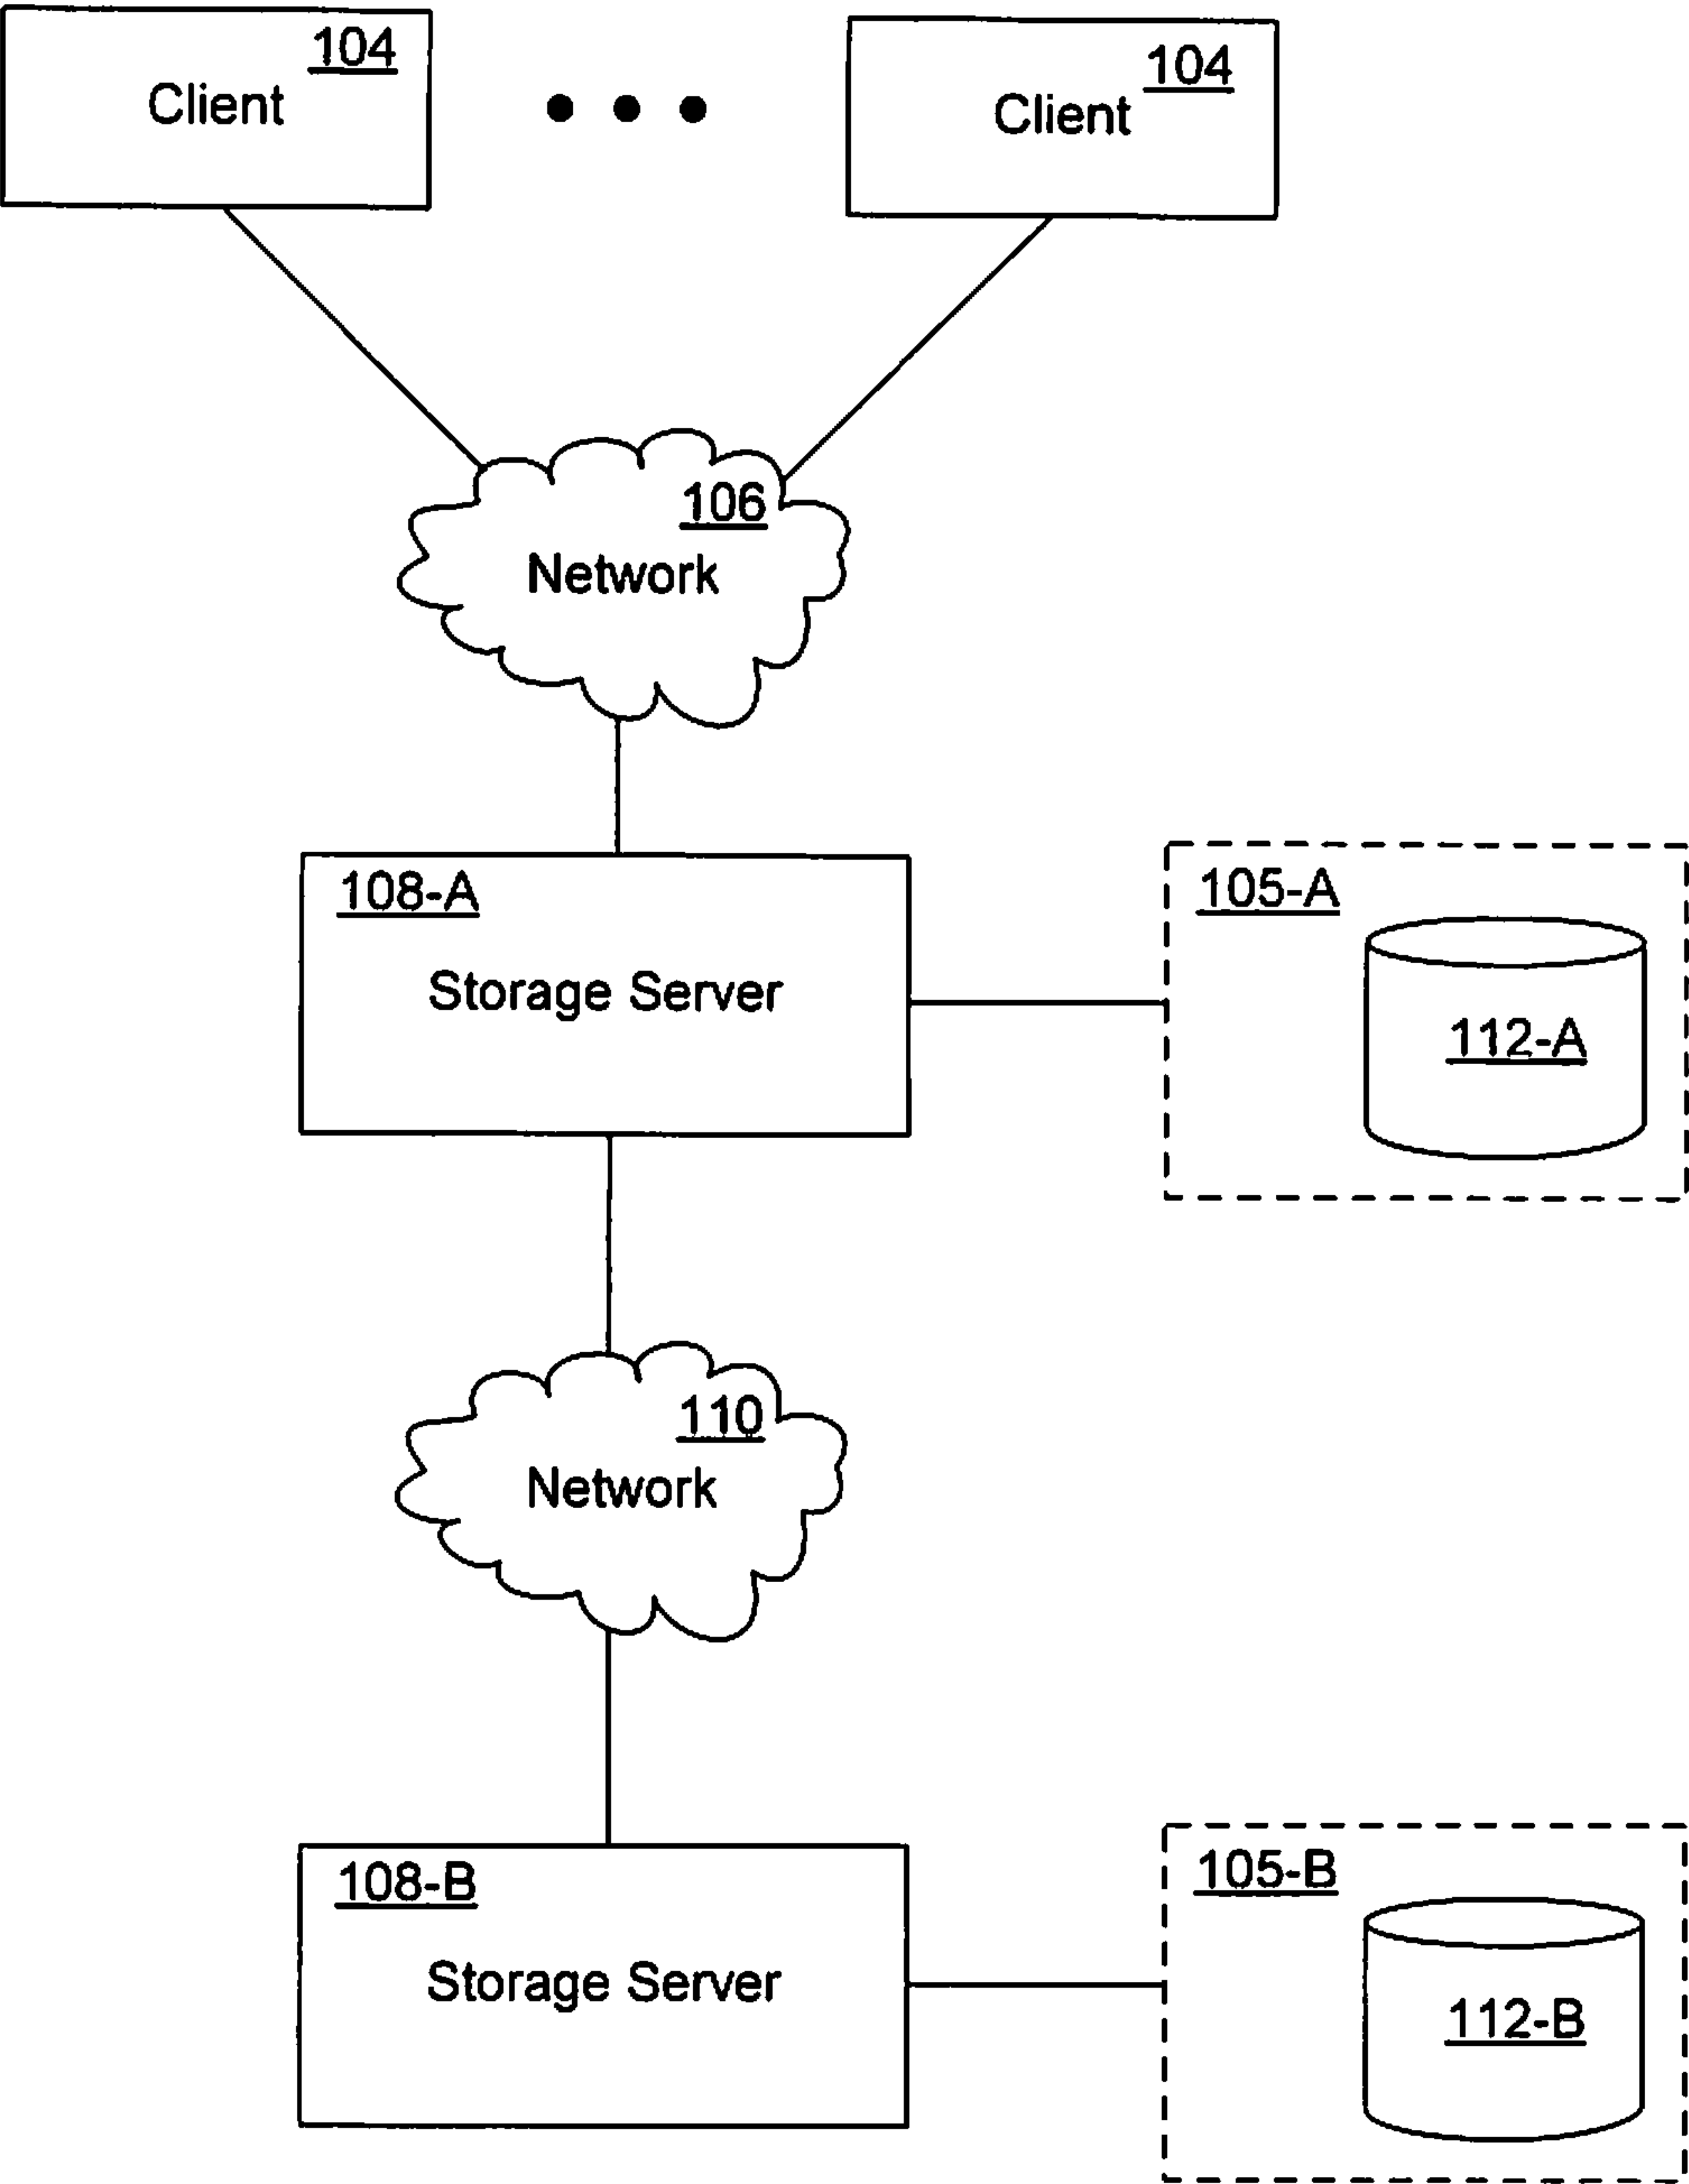 104
Client
104
Client
106
Network
108-A
Storage Server
105-A
112-A
110
Network
108-B
Storage Server
105-B
112-B